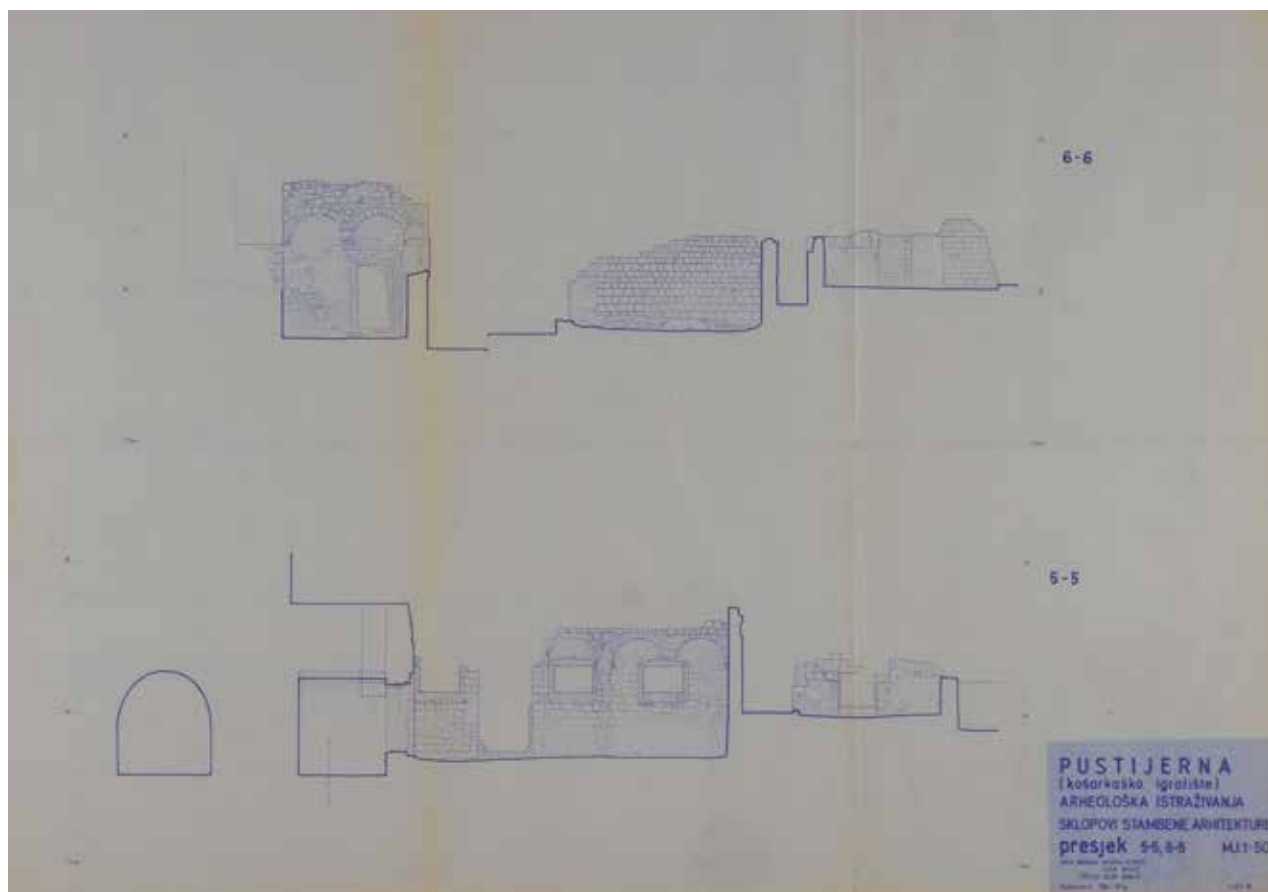 6-6
5-5
PUSTIJERNA
(košarkaško igralište)
ARHEOLOŠKA ISTRAŽIVANJA
SKLOPOVI STAMBENE ARHITEKTURE
presjek 5-5, 6-6 MJ.1:50